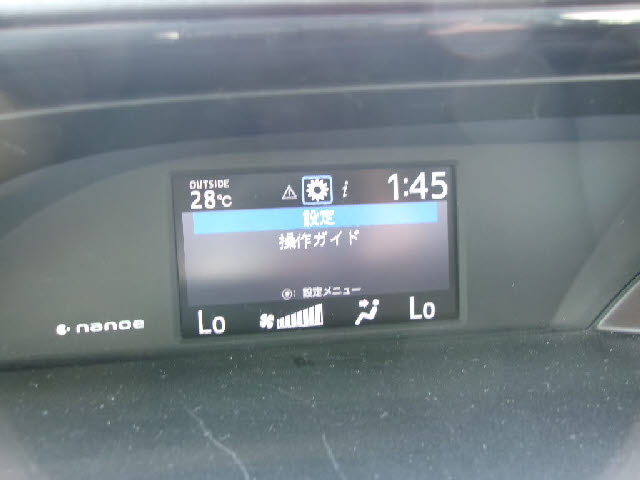 OUTSIDE
28℃
i
1:45
設定
操作ガイド
: 設定メニュー
Lo
Lo
nanoe